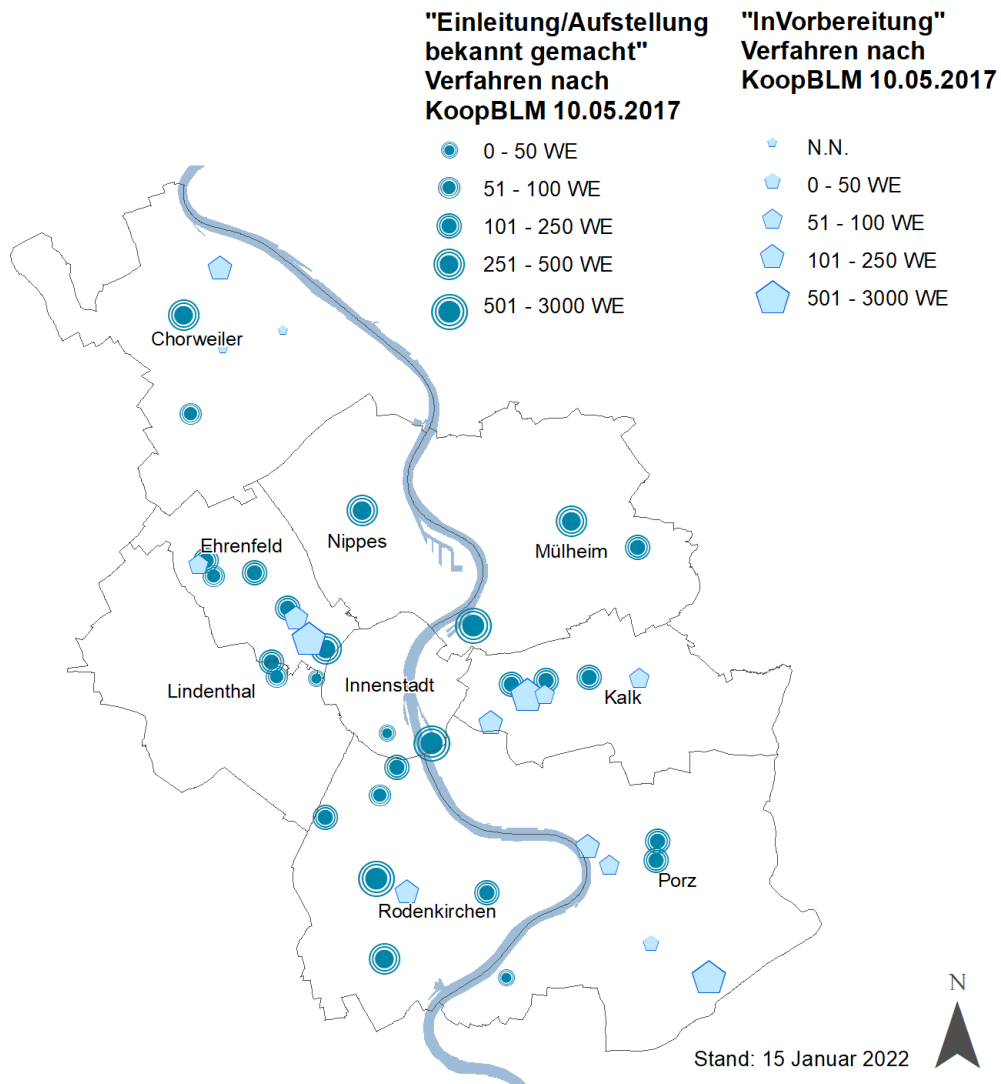 "Einleitung/Aufstellung
bekannt gemacht"
Verfahren nach
KoopBLM 10.05.2017
0 - 50 WE
51 - 100 WE
101 - 250 WE
251 - 500 WE
501 - 3000 WE
"InVorbereitung"
Verfahren nach
KoopBLM 10.05.2017
N.N.
0 - 50 WE
51 - 100 WE
101 - 250 WE
501 - 3000 WE
Chorweiler
Ehrenfeld
Nippes
Mülheim
Lindenthal
Innenstadt
Kalk
Porz
Rodenkirchen
N
Stand: 15 Januar 2022